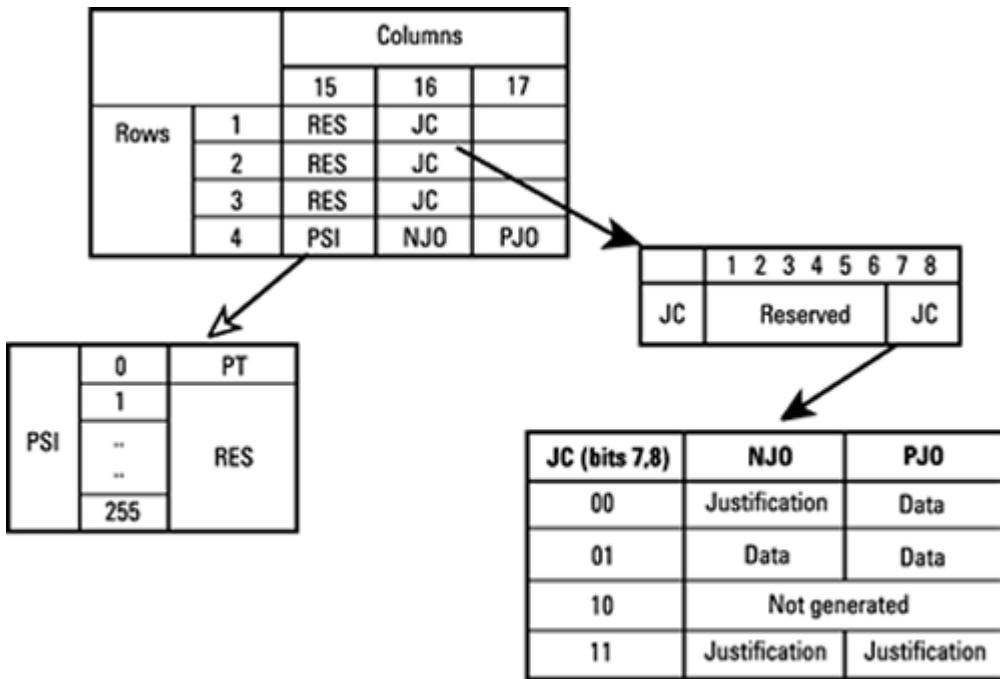 Columns
15 16 17
Rows 1 RES JC
2 RES JC
3 RES JC
4 PSI NJO PJO
1 2 3 4 5 6 7 8
JC Reserved JC
PSI 0 PT
1
..
..
RES
255
JC (bits 7,8) NJO PJO
00 Justification Data
01 Data Data
10 Not generated
11 Justification Justification